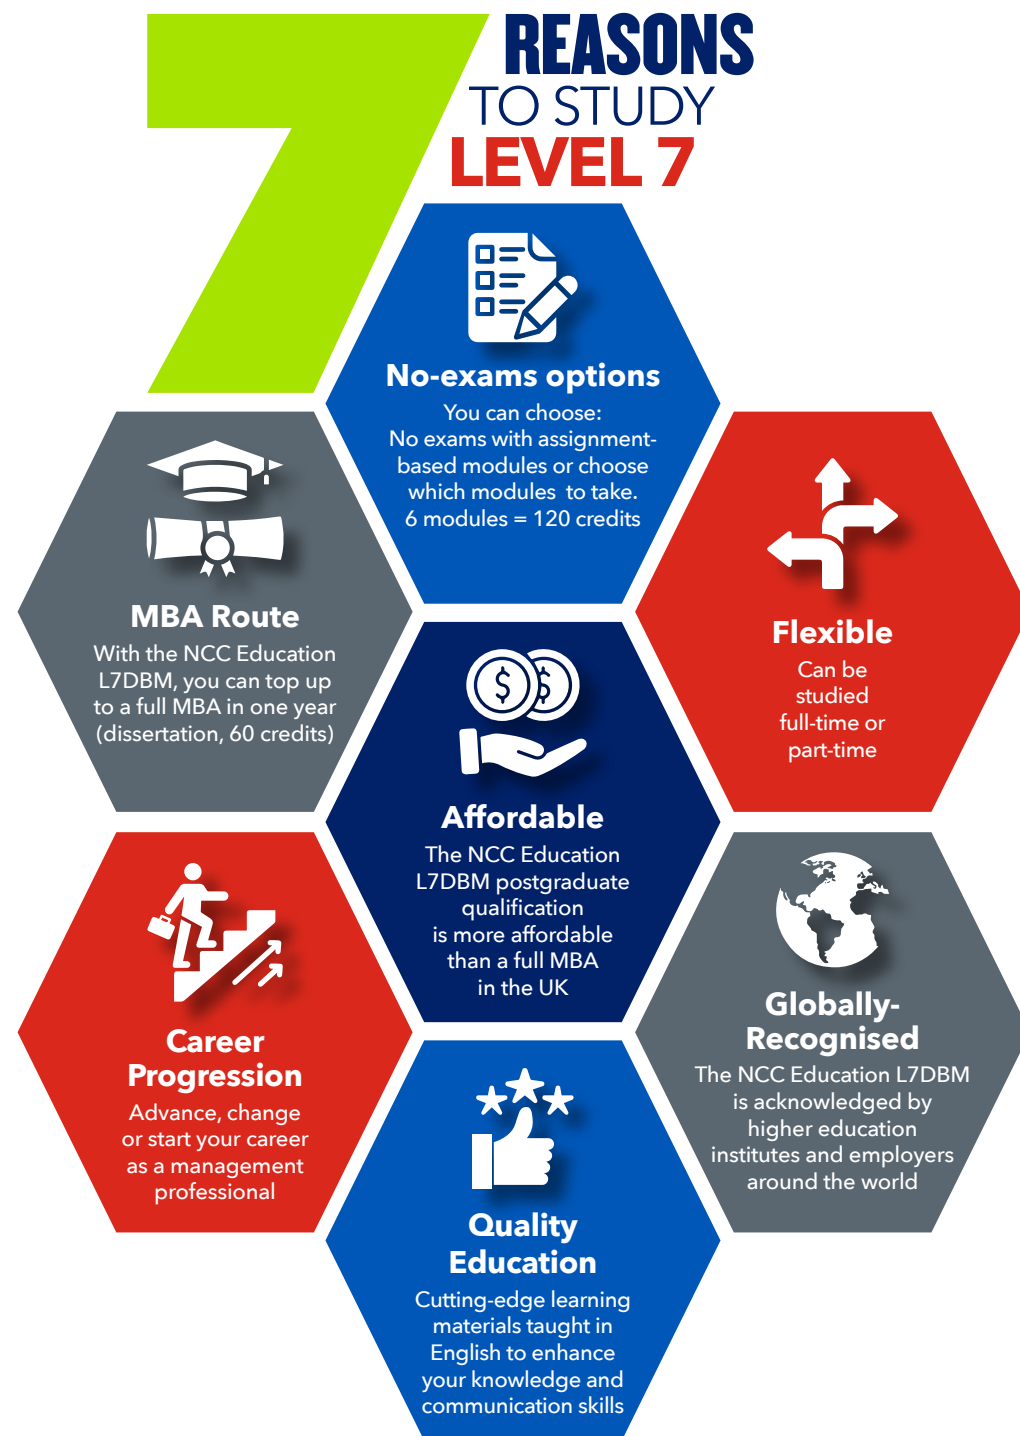 7 REASONS
TO STUDY
LEVEL 7
No-exams options
You can choose:
No exams with assignment-
based modules or choose
which modules to take.
6 modules = 120 credits
MBA Route
With the NCC Education
L7DBM, you can top up
to a full MBA in one year
(dissertation, 60 credits)
Flexible
Can be
studied
full-time or
part-time
$ $
Affordable
The NCC Education
L7DBM postgraduate
qualification
is more affordable
than a full MBA
in the UK
Career
Progression
Advance, change
or start your career
as a management
professional
Globally-
Recognised
The NCC Education L7DBM
is acknowledged by
higher education
institutes and employers
around the world
Quality
Education
Cutting-edge learning
materials taught in
English to enhance
your knowledge and
communication skills